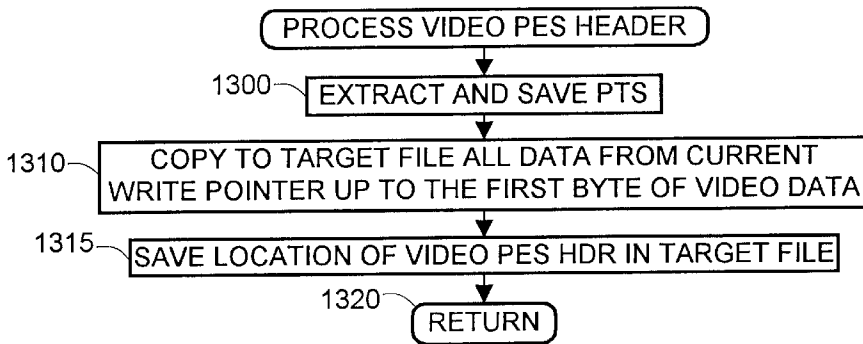 PROCESS VIDEO PES HEADER
1300
EXTRACT AND SAVE PTS
1310
COPY TO TARGET FILE ALL DATA FROM CURRENT
WRITE POINTER UP TO THE FIRST BYTE OF VIDEO DATA
1315
SAVE LOCATION OF VIDEO PES HDR IN TARGET FILE
1320
RETURN